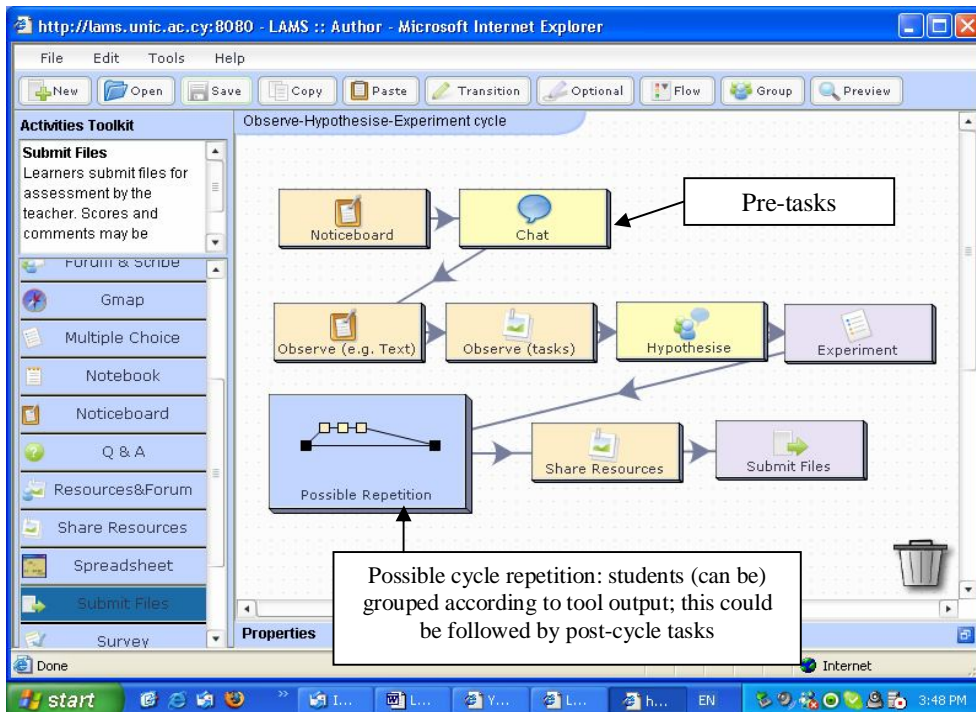 http://lams.unic.ac.cy:8080 - LAMS :: Author - Microsoft Internet Explorer
File Edit Tools Help
New Open Save Copy Paste Transition Optional Flow Group Preview
Activities Toolkit
Submit Files
Learners submit files for
assessment by the
teacher. Scores and
comments may be
Forum & Scribe
Gmap
Multiple Choice
Notebook
Noticeboard
Q & A
Resources&Forum
Share Resources
Spreadsheet
Submit Files
Survey
Observe-Hypothesise-Experiment cycle
Noticeboard
Chat
Pre-tasks
Observe (e.g. Text)
Observe (tasks)
Hypothesise
Experiment
Possible Repetition
Share Resources
Submit Files
Possible cycle repetition: students (can be)
grouped according to tool output; this could
be followed by post-cycle tasks
Properties
Done
Internet
start
I...
L...
Y...
L...
h...
EN
3:48 PM